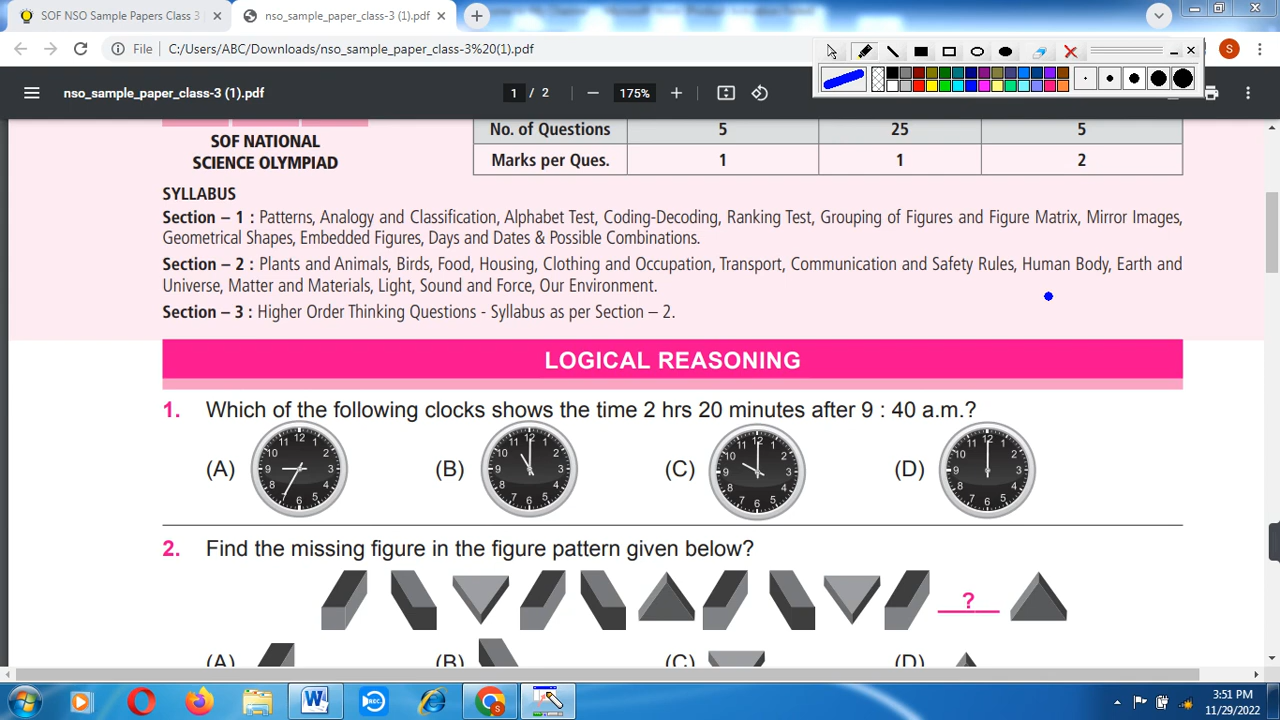 SOF NSO Sample Papers Class 3
nso_sample_paper_class-3 (1).pdf
File
C:/Users/ABC/Downloads/nso_sample_paper_class-3%20(1).pdf
S
nso_sample_paper_class-3 (1).pdf
1 / 2
175%
SOF NATIONAL
SCIENCE OLYMPIAD
No. of Questions 5 25 5
Marks per Ques. 1 1 2
SYLLABUS
Section – 1 : Patterns, Analogy and Classification, Alphabet Test, Coding-Decoding, Ranking Test, Grouping of Figures and Figure Matrix, Mirror Images,
Geometrical Shapes, Embedded Figures, Days and Dates & Possible Combinations.
Section – 2 : Plants and Animals, Birds, Food, Housing, Clothing and Occupation, Transport, Communication and Safety Rules, Human Body, Earth and
Universe, Matter and Materials, Light, Sound and Force, Our Environment.
Section – 3 : Higher Order Thinking Questions - Syllabus as per Section – 2.
LOGICAL REASONING
1. Which of the following clocks shows the time 2 hrs 20 minutes after 9 : 40 a.m.?
(A) (B) (C) (D)
2. Find the missing figure in the figure pattern given below?
?
(A) (B) (C) (D)
3:51 PM
11/29/2022